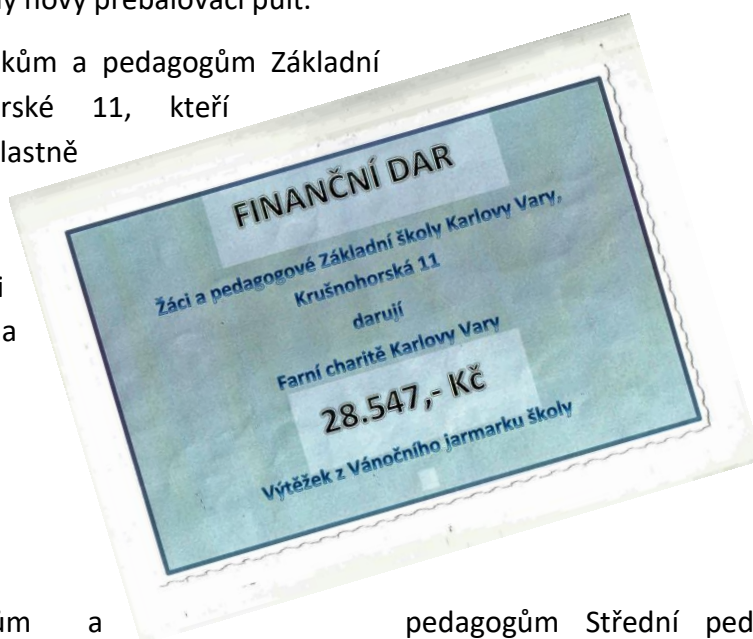 nový přebalovací pult.
kům a pedagogům Základní
rské 11, kteří
lastně
FINANČNÍ DAR
Žáci a pedagogové Základní školy Karlovy Vary,
Krušnohorská 11
darují
Farní charitě Karlovy Vary
28.547,- Kč
Výtěžek z Vánočního jarmarku školy
i
a
ům a pedagogům Střední ped